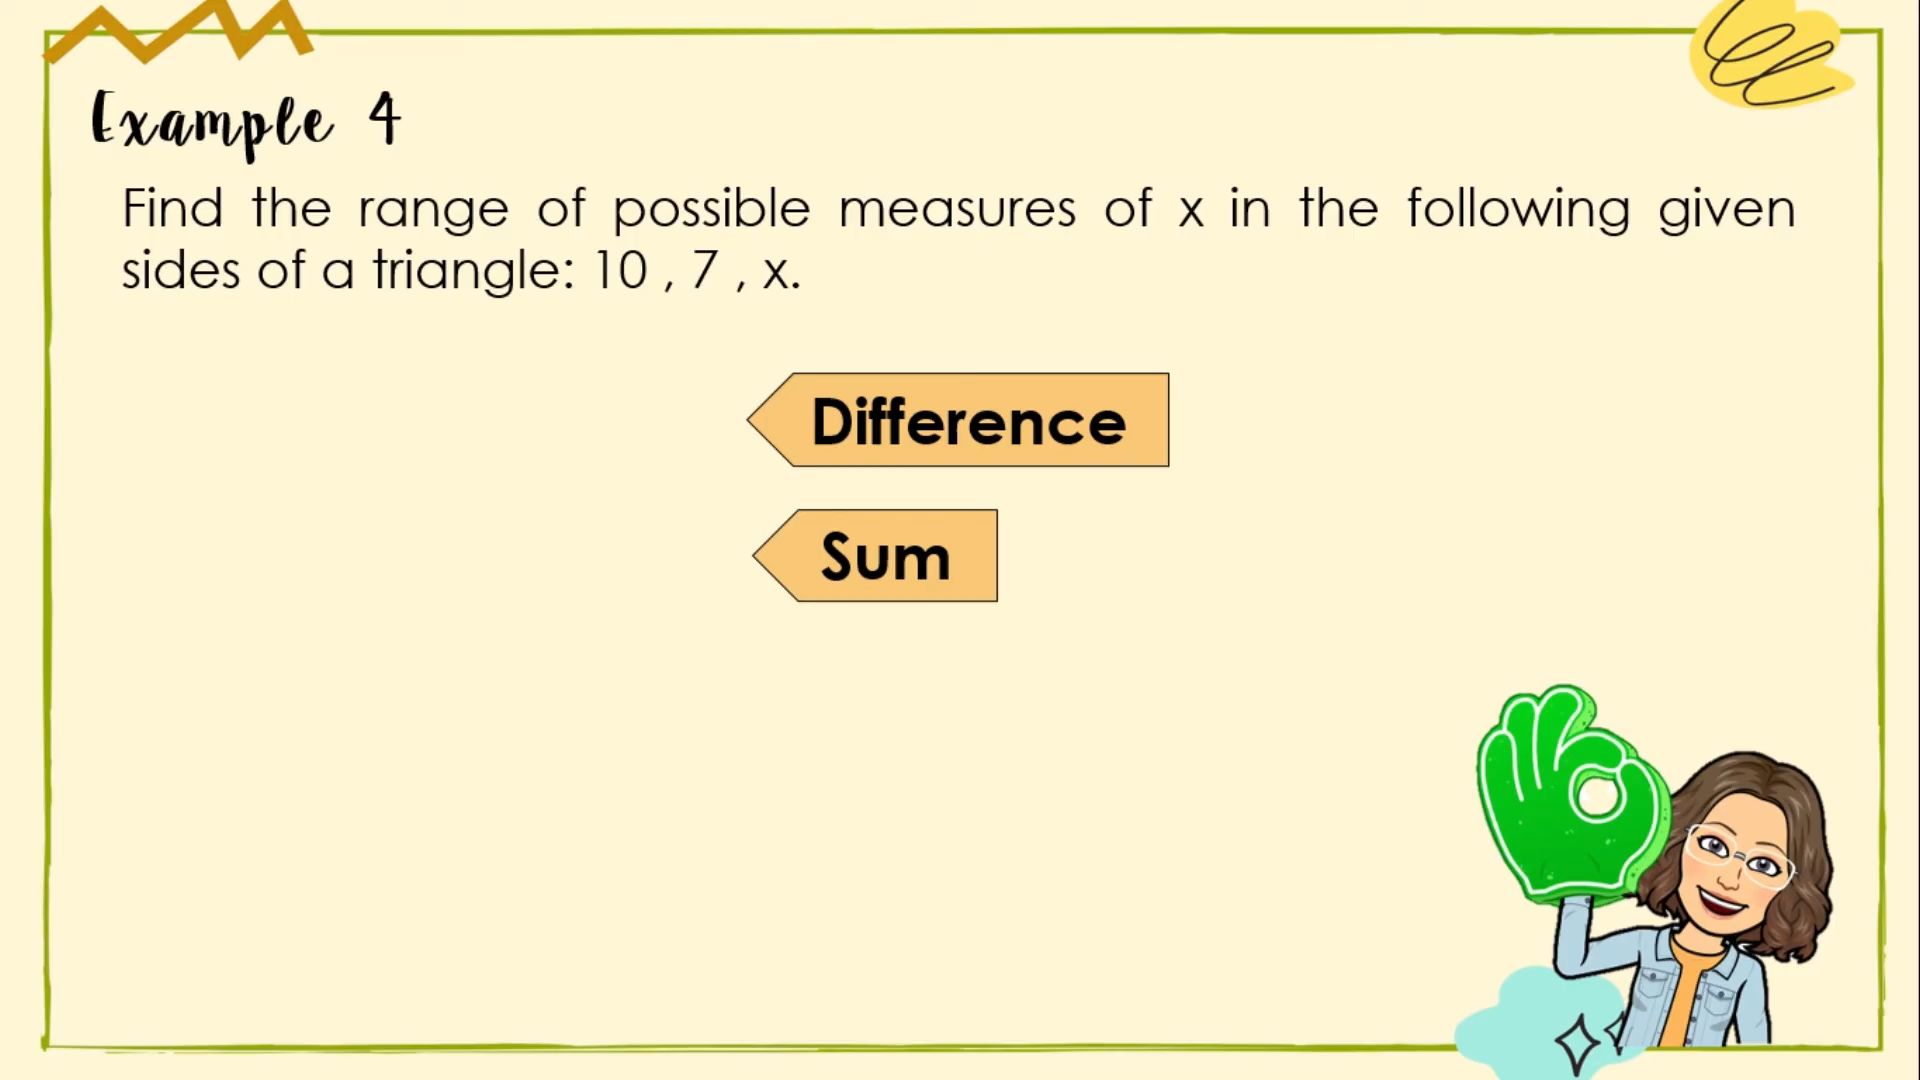 Example 4
Find the range of possible measures of x in the following given
sides of a triangle: 10 , 7 , x.
Difference
Sum